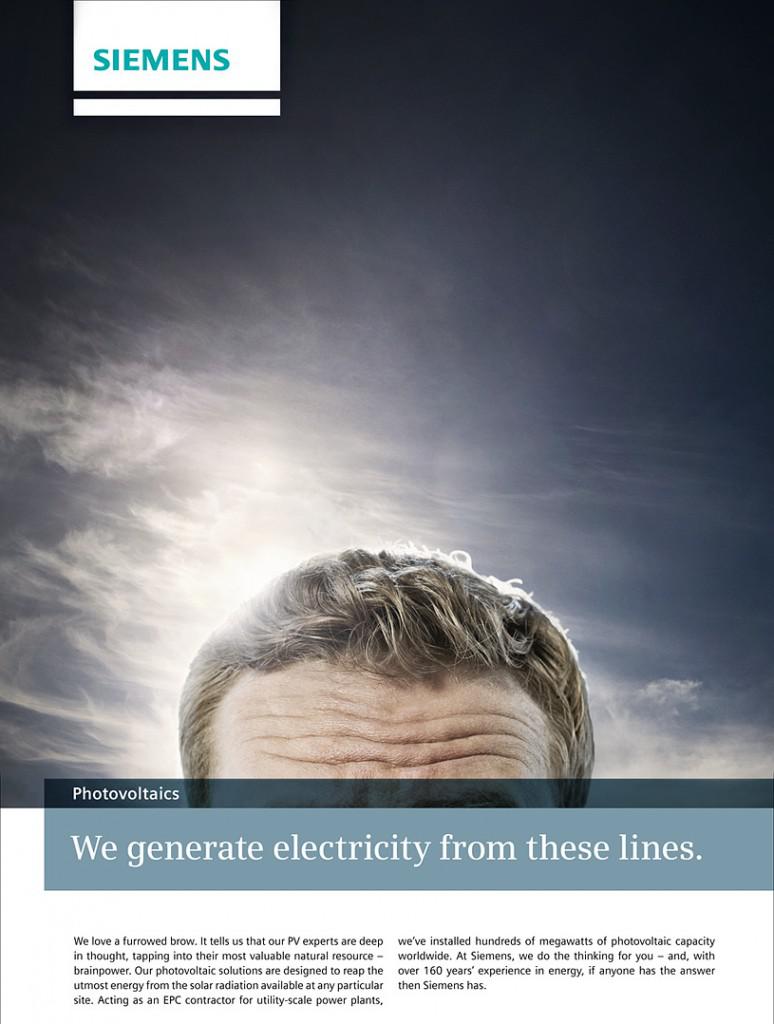 SIEMENS
Photovoltaics
We generate electricity from these lines.
We love a furrowed brow. It tells us that our PV experts are deep
in thought, tapping into their most valuable natural resource –
brainpower. Our photovoltaic solutions are designed to reap the
utmost energy from the solar radiation available at any particular
site. Acting as an EPC contractor for utility-scale power plants,
we’ve installed hundreds of megawatts of photovoltaic capacity
worldwide. At Siemens, we do the thinking for you – and, with
over 160 years’ experience in energy, if anyone has the answer
then Siemens has.